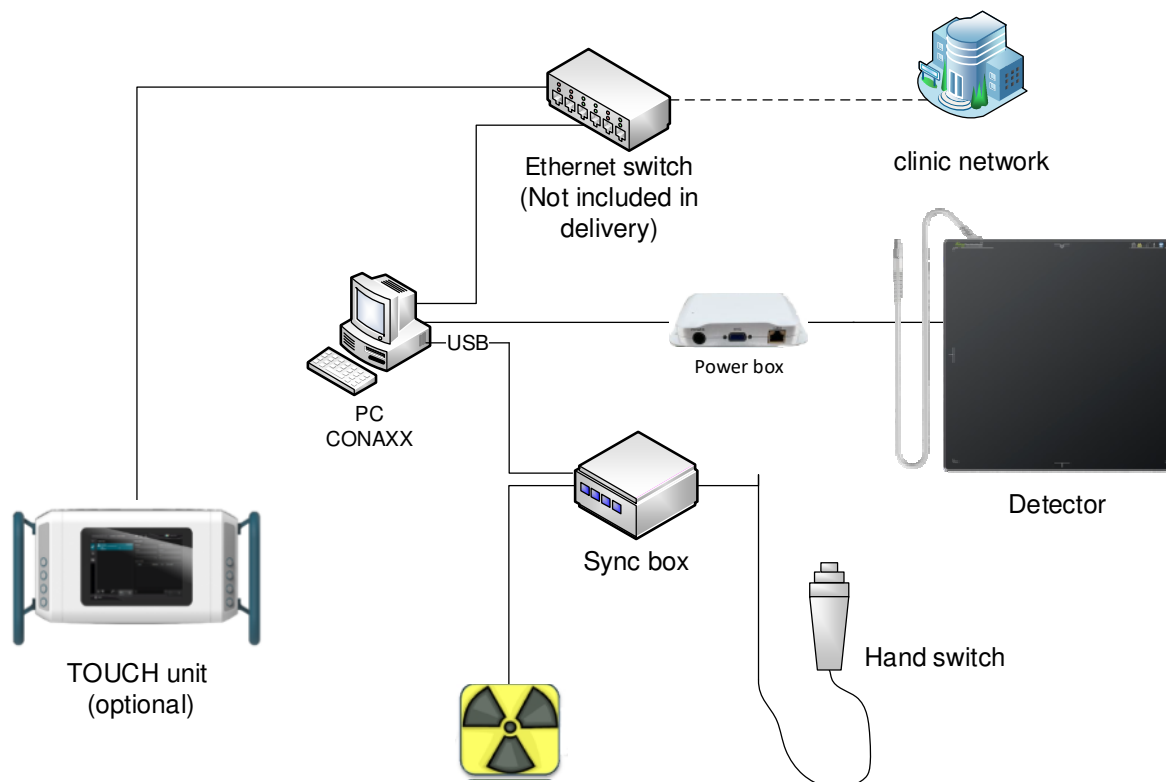 Ethernet switch
(Not included in
delivery)
clinic network
USB
Power box
PC
CONAXX
Detector
Sync box
TOUCH unit
(optional)
Hand switch